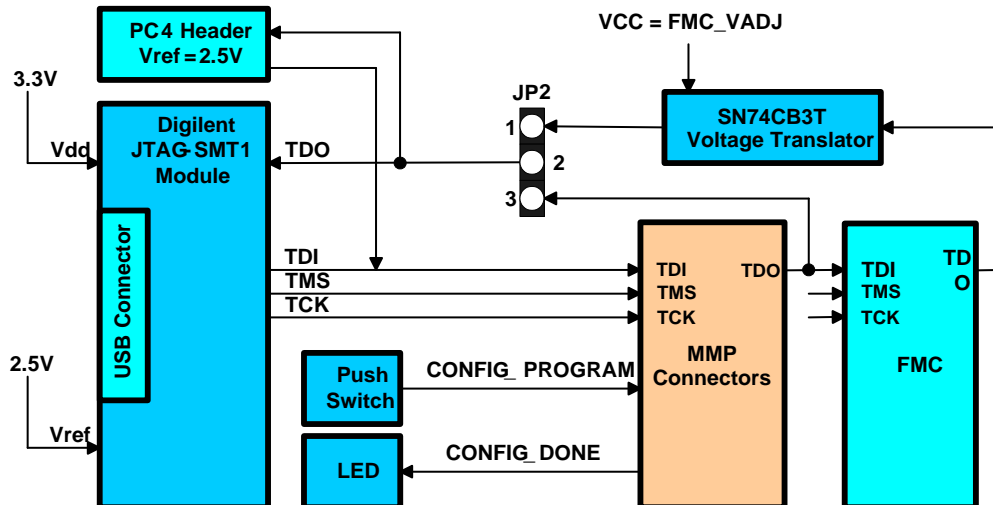 PC4 Header
Vref = 2.5V
VCC = FMC_VADJ
3.3V
JP2
Digilent
JTAG-SMT1
Module
Vdd
TDO
1
2
3
SN74CB3T
Voltage Translator
USB Connector
TDI
TMS
TCK
TDI
TMS
TCK
TDO
MMP
Connectors
TDI
TMS
TCK
TD
O
FMC
2.5V
Vref
Push
Switch
CONFIG_ PROGRAM
LED
CONFIG_ DONE